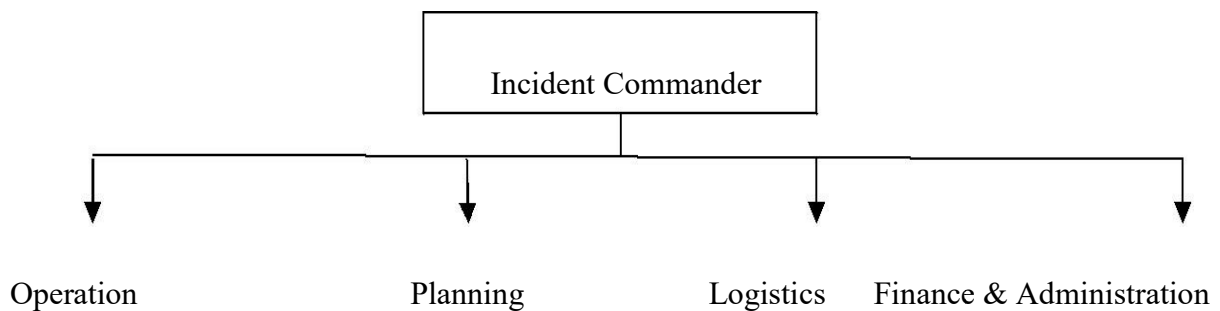 Incident Commander
Operation Planning Logistics Finance & Administration